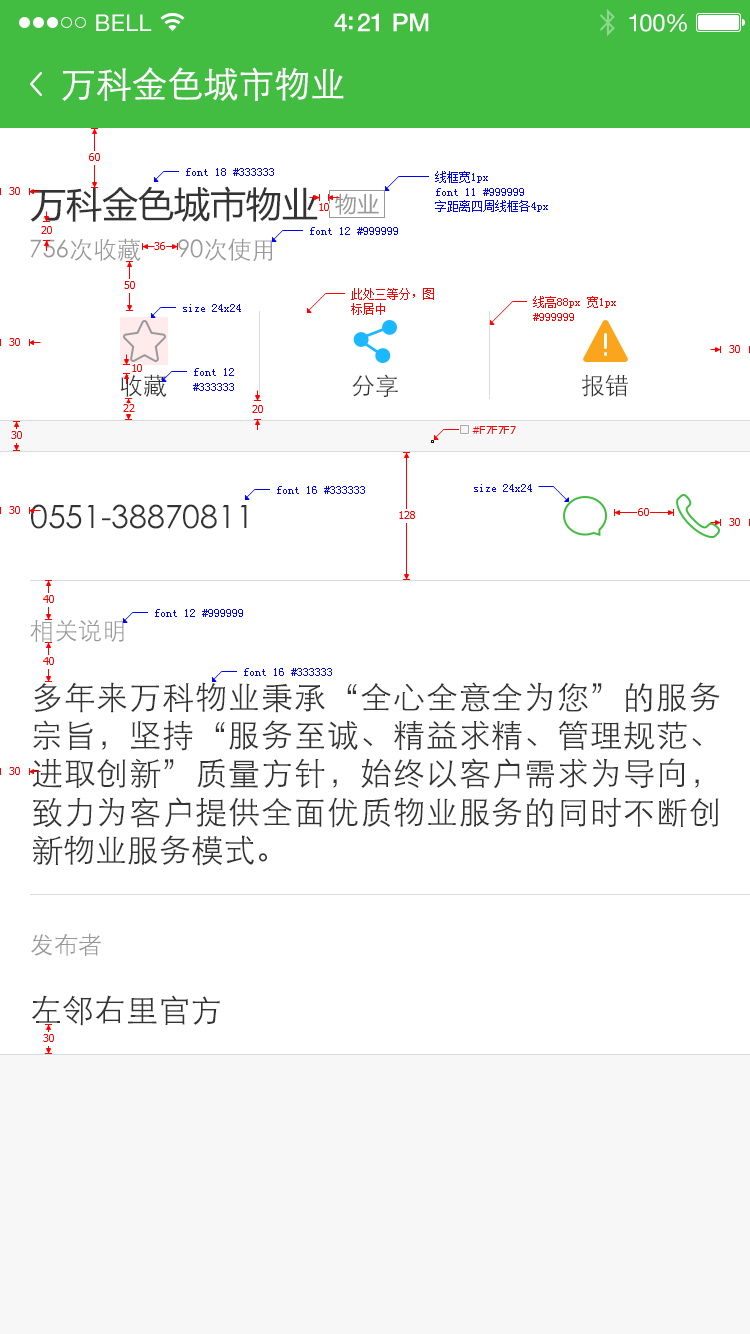 BELL 4:21 PM 100%
万科金色城市物业
60
font 18 #333333
线框宽1px
30
font 11 #999999
万科金色城市物业 10 物业
字距离四周线框各4px
20
font 12 #999999
756次收藏 36 90次使用
50
此处三等分，图
标居中
size 24x24
线高88px 宽1px
#999999
30
30
10
font 12
#333333
收藏 分享 报错
22
20
30
#F7F7F7
size 24x24
font 16 #333333
30
0551-38870811
128
60
30
40
font 12 #999999
相关说明
40
font 16 #333333
多年来万科物业秉承“全心全意全为您”的服务
宗旨，坚持“服务至诚、精益求精、管理规范、
30
进取创新”质量方针，始终以客户需求为导向，
致力为客户提供全面优质物业服务的同时不断创
新物业服务模式。
发布者
左邻右里官方
30